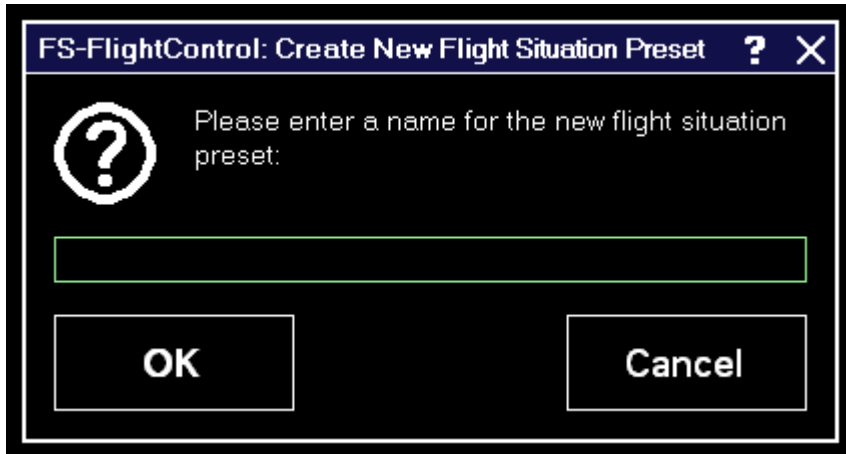 FS-FlightControl: Create New Flight Situation Preset ? X
?
Please enter a name for the new flight situation
preset:
OK
Cancel